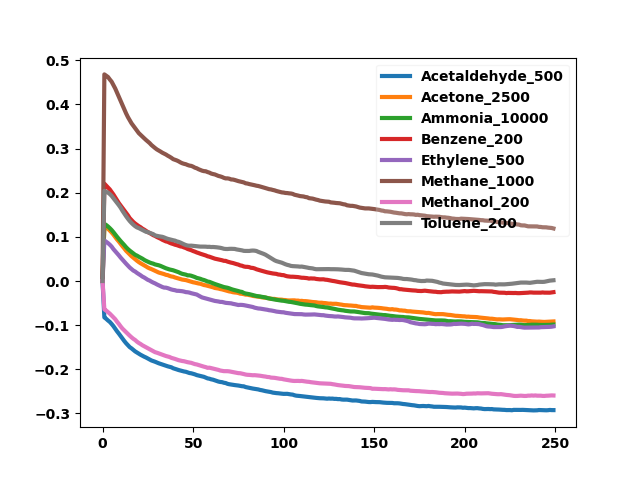 0.5
0.4
0.3
0.2
0.1
0.0
−0.1
−0.2
−0.3
0 50 100 150 200 250
Acetaldehyde_500
Acetone_2500
Ammonia_10000
Benzene_200
Ethylene_500
Methane_1000
Methanol_200
Toluene_200